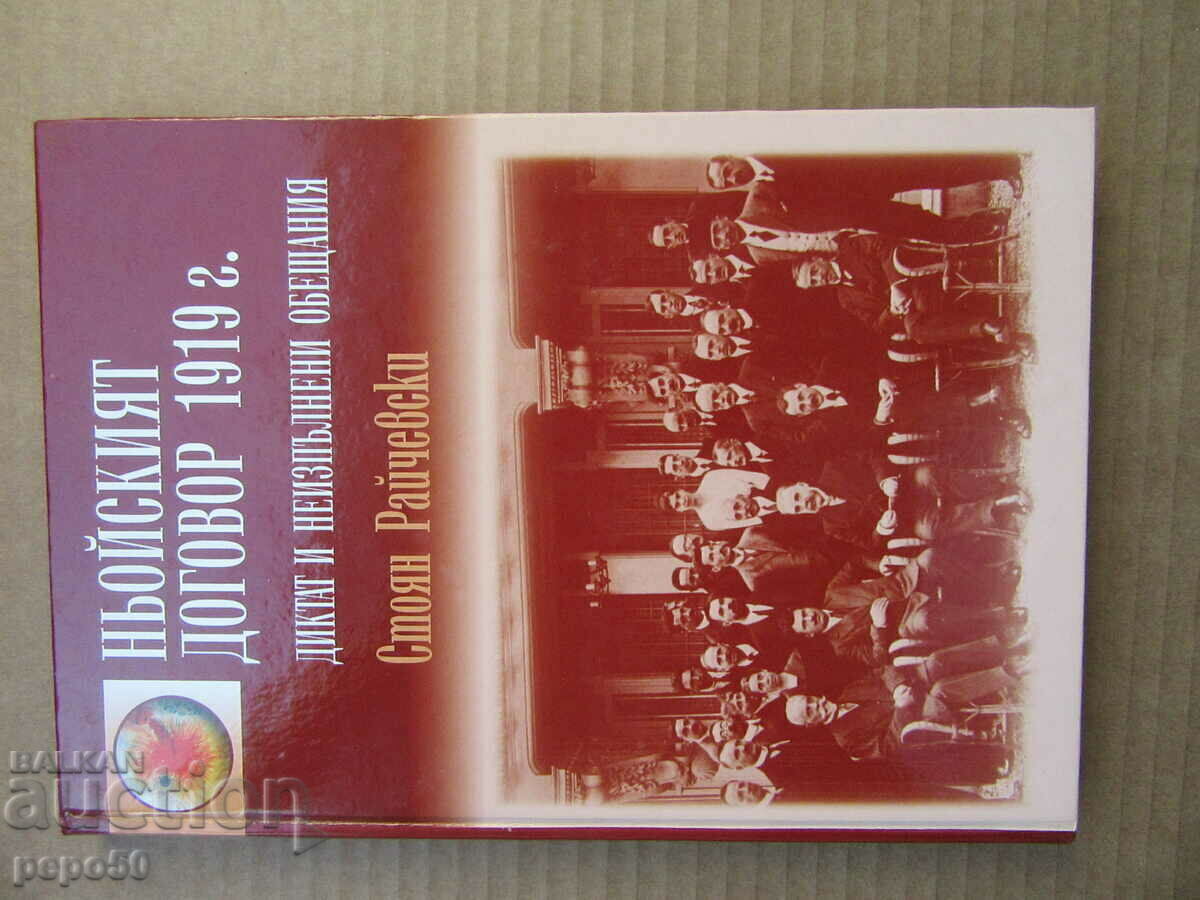 НЬОЙСКИЯТ
ДОГОВОР 1919 г.
ДИКТАТ И НЕИЗПЪЛНЕНИ ОБЕЩАНИЯ
Стоян Райчевски
BALKAN
auction
pepo50